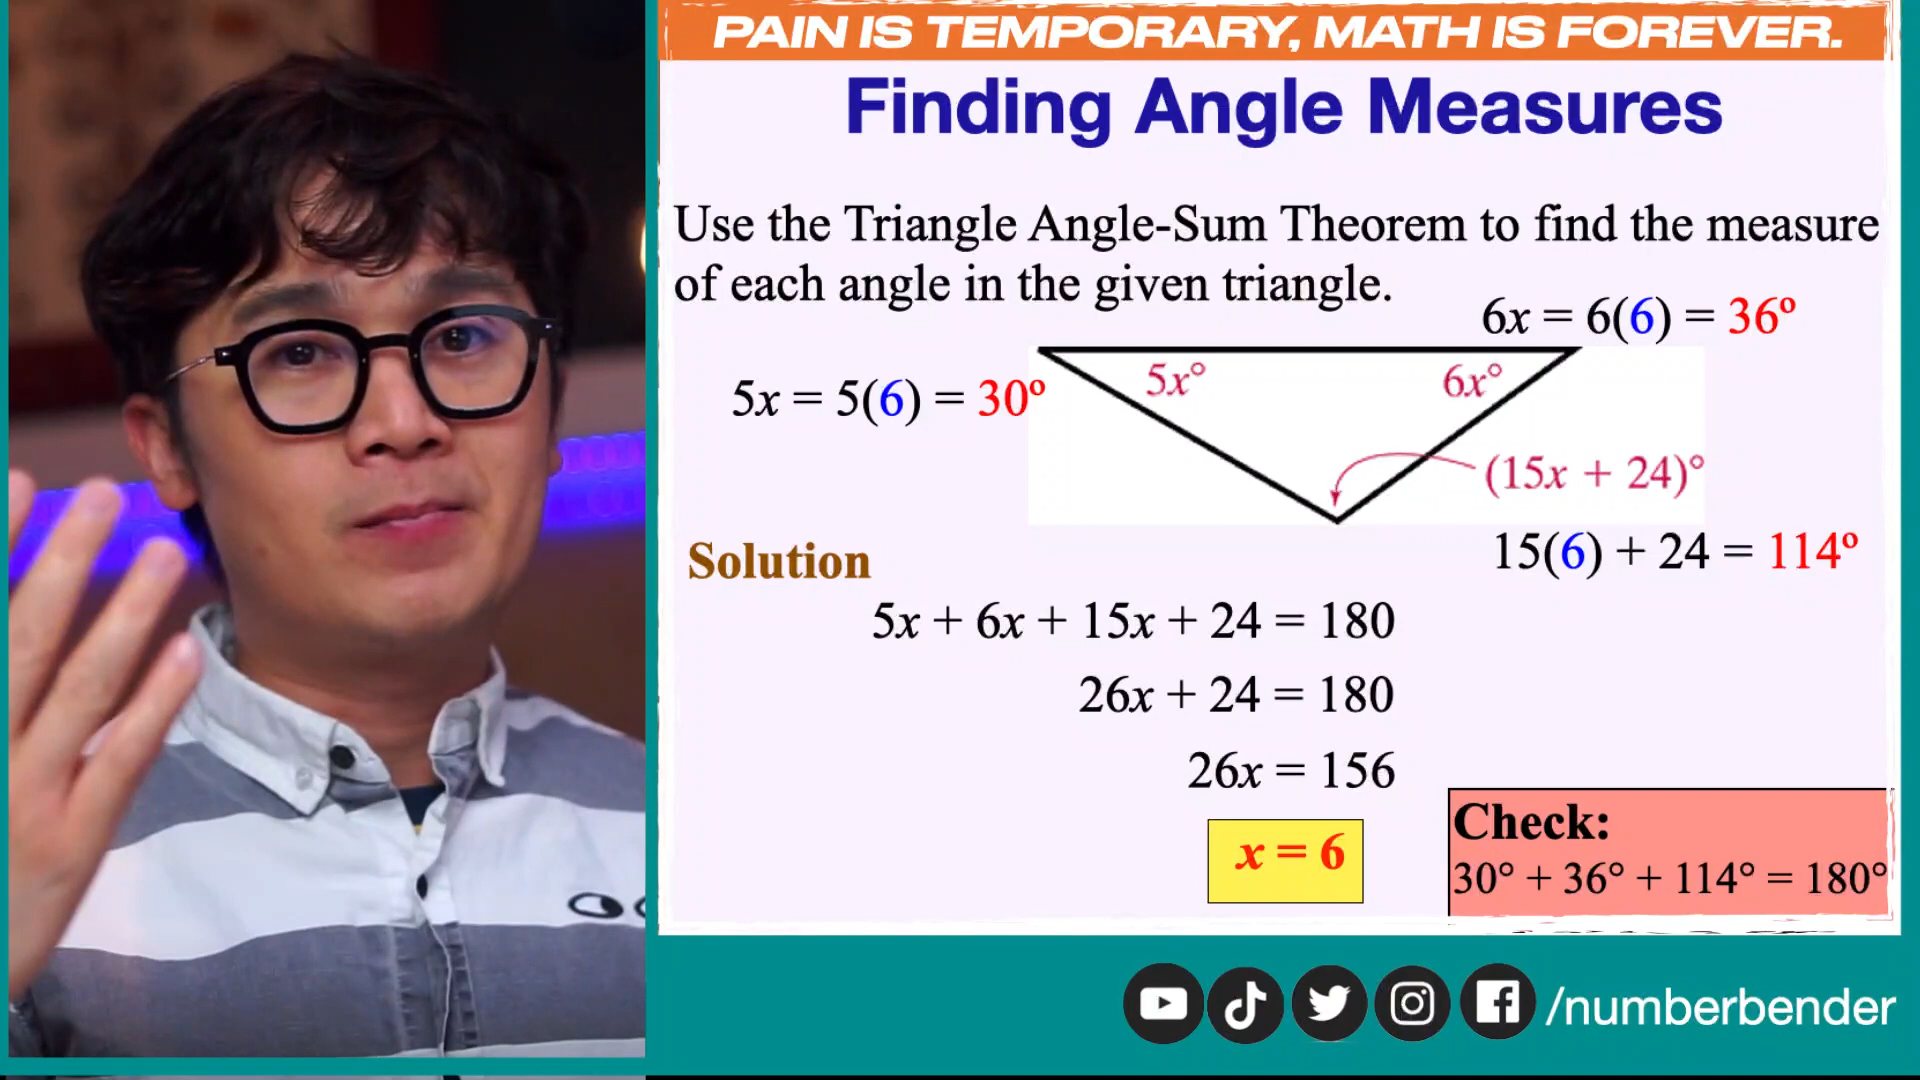 PAIN IS TEMPORARY, MATH IS FOREVER.
Finding Angle Measures
Use the Triangle Angle-Sum Theorem to find the measure
of each angle in the given triangle.
6x = 6(6) = 36º
5x = 5(6) = 30º
5x°
6x°
(15x + 24)°
15(6) + 24 = 114º
Solution
5x + 6x + 15x + 24 = 180
26x + 24 = 180
26x = 156
x = 6
Check:
30° + 36° + 114° = 180°
/numberbender